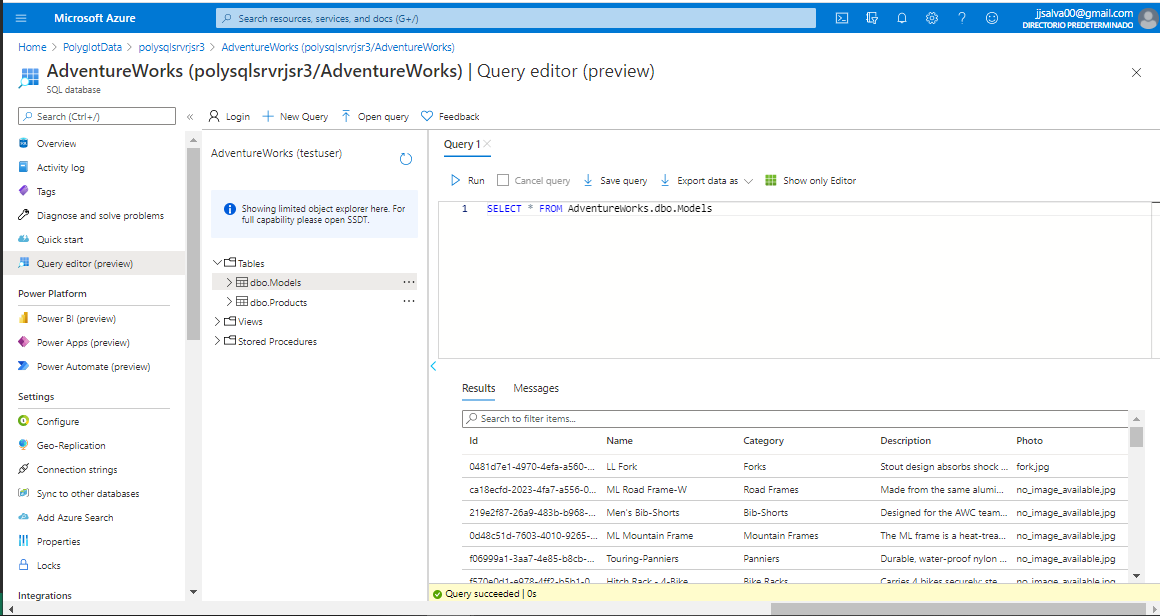 Microsoft Azure
Search resources, services, and docs (G+/)
jjsalva00@gmail.com
DIRECTORIO PREDETERMINADO
Home > PolyglotData > polysqlsrvrjsr3 > AdventureWorks (polysqlsrvrjsr3/AdventureWorks)
AdventureWorks (polysqlsrvrjsr3/AdventureWorks) | Query editor (preview)
SQL database
Search (Ctrl+/)
«
Overview
Activity log
Tags
Diagnose and solve problems
Quick start
Query editor (preview)
Power Platform
Power BI (preview)
Power Apps (preview)
Power Automate (preview)
Settings
Configure
Geo-Replication
Connection strings
Sync to other databases
Add Azure Search
Properties
Locks
Integrations
Login
New Query
Open query
Feedback
AdventureWorks (testuser)
Showing limited object explorer here. For
full capability please open SSDT.
Tables
dbo.Models ...
dbo.Products ...
Views
Stored Procedures
Query 1
Run
Cancel query
Save query
Export data as
Show only Editor
1 SELECT * FROM AdventureWorks.dbo.Models
Results Messages
Search to filter items...
Id Name Category Description Photo
0481d7e1-4970-4efa-a560-... LL Fork Forks Stout design absorbs shock ... fork.jpg
ca18ecfd-2023-4fa7-a556-0... ML Road Frame-W Road Frames Made from the same alumi... no_image_available.jpg
219e2f87-26a9-483b-b968-... Men's Bib-Shorts Bib-Shorts Designed for the AWC team... no_image_available.jpg
0d48c51d-7603-4010-9265-... ML Mountain Frame Mountain Frames The ML frame is a heat-trea... no_image_available.jpg
f06999a1-3aa7-4e85-b8cb-... Touring-Panniers Panniers Durable, water-proof nylon ... no_image_available.jpg
f570e0d1-e978-4ff2-b5b1-0... Hitch Rack - 4-Bike Bike Racks Carries 4 bikes securely; ste... no_image_available.jpg
Query succeeded | 0s